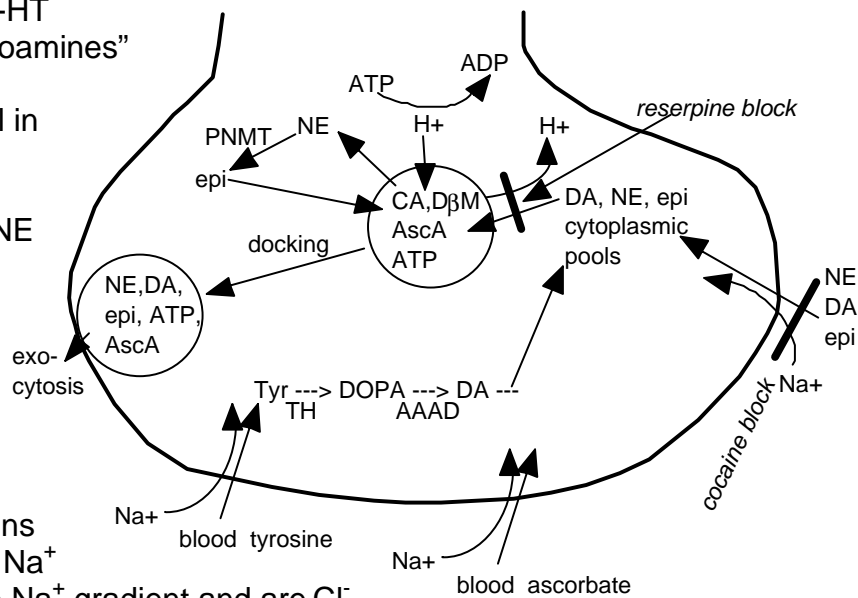 -HT
oamines”
l in
NE
ns
Na+
Na+ gradient and are Cl-
ATP
ADP
H+
H+
reserpine block
PNMT
NE
epi
CA,DβM
AscA
ATP
DA, NE, epi
cytoplasmic
pools
docking
NE,DA,
epi, ATP,
AscA
exo-
cytosis
NE
DA
epi
Na+
cocaine block
Tyr ---> DOPA ---> DA ---
TH
AAAD
Na+
blood tyrosine
Na+
blood ascorbate